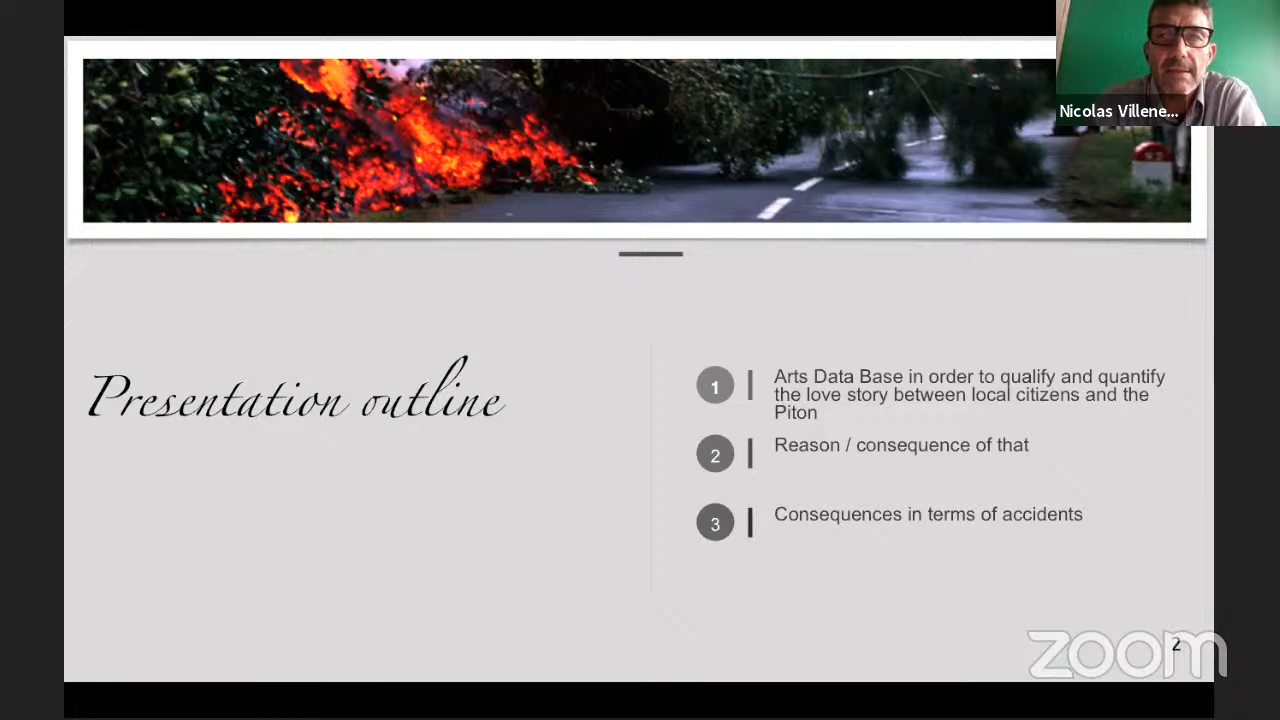 Nicolas Villene...
Presentation outline
1
Arts Data Base in order to qualify and quantify
the love story between local citizens and the
Piton
2
Reason / consequence of that
3
Consequences in terms of accidents
zoom
2